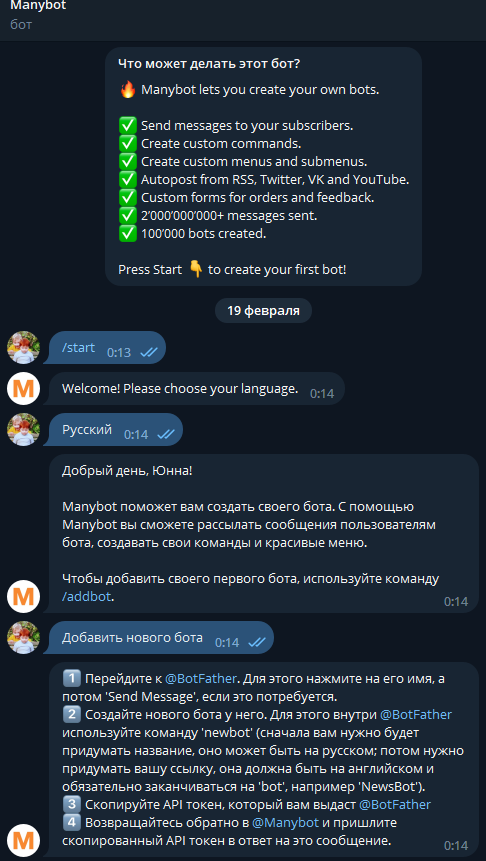 Manybot
бот
Что может делать этот бот?
🔥 Manybot lets you create your own bots.
✅ Send messages to your subscribers.
✅ Create custom commands.
✅ Create custom menus and submenus.
✅ Autopost from RSS, Twitter, VK and YouTube.
✅ Custom forms for orders and feedback.
✅ 2’000’000’000+ messages sent.
✅ 100’000 bots created.
Press Start 👇 to create your first bot!
19 февраля
/start 0:13
M
Welcome! Please choose your language. 0:14
Русский 0:14
Добрый день, Юнна!
Manybot поможет вам создать своего бота. С помощью
Manybot вы сможете рассылать сообщения пользователям
бота, создавать свои команды и красивые меню.
Чтобы добавить своего первого бота, используйте команду
/addbot. 0:14
M
Добавить нового бота 0:14
1️⃣ Перейдите к @BotFather. Для этого нажмите на его имя, а
потом 'Send Message', если это потребуется.
2️⃣ Создайте нового бота у него. Для этого внутри @BotFather
используйте команду 'newbot' (сначала вам нужно будет
придумать название, оно может быть на русском; потом нужно
придумать вашу ссылку, она должна быть на английском и
обязательно заканчиваться на 'bot', например 'NewsBot').
3️⃣ Скопируйте API токен, который вам выдаст @BotFather
4️⃣ Возвращайтесь обратно в @Manybot и пришлите
скопированный API токен в ответ на это сообщение. 0:14
M